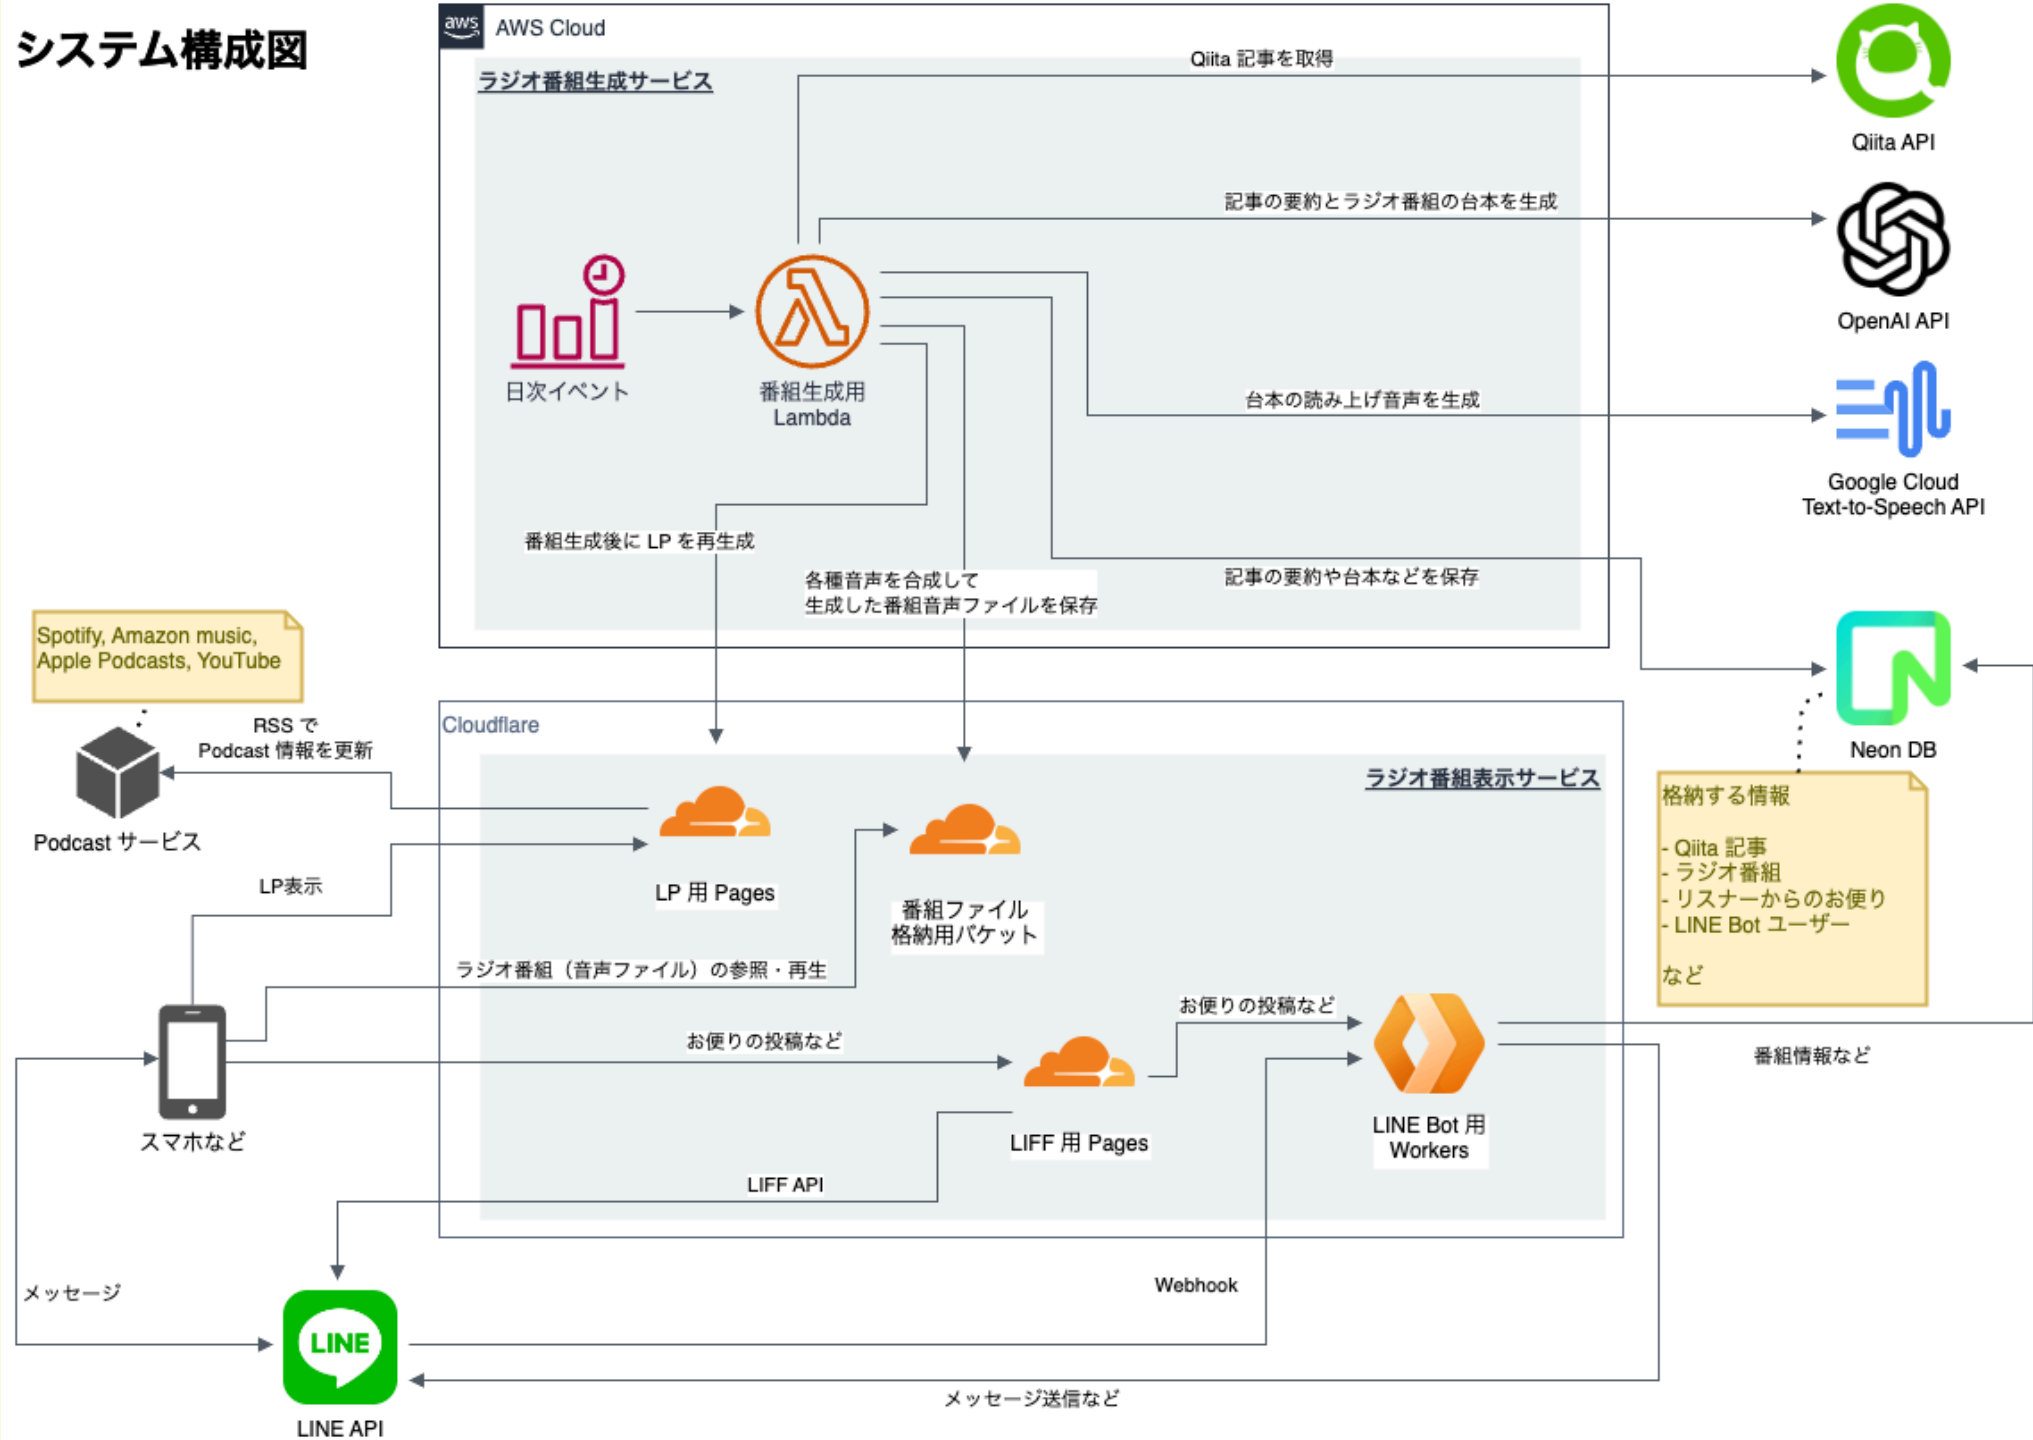 システム構成図
aws
AWS Cloud
ラジオ番組生成サービス
Qiita 記事を取得
Qiita API
記事の要約とラジオ番組の台本を生成
OpenAI API
日次イベント
番組生成用
Lambda
台本の読み上げ音声を生成
Google Cloud
Text-to-Speech API
番組生成後に LP を再生成
各種音声を合成して
生成した番組音声ファイルを保存
記事の要約や台本などを保存
Neon DB
Spotify, Amazon music,
Apple Podcasts, YouTube
RSS で
Podcast 情報を更新
Podcast サービス
Cloudflare
ラジオ番組表示サービス
格納する情報
- Qiita 記事
- ラジオ番組
- リスナーからのお便り
- LINE Bot ユーザー
など
LP表示
LP 用 Pages
番組ファイル
格納用バケット
ラジオ番組（音声ファイル）の参照・再生
お便りの投稿など
お便りの投稿など
番組情報など
スマホなど
LIFF 用 Pages
LINE Bot 用
Workers
LIFF API
メッセージ
Webhook
LINE
LINE API
メッセージ送信など